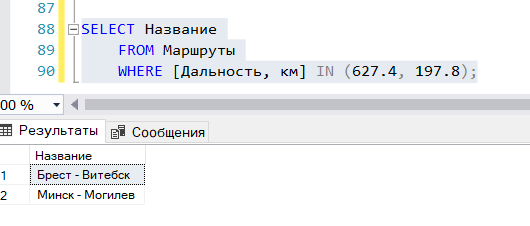 87
88 SELECT Название
89 FROM Маршруты
90 WHERE [Дальность, км] IN (627.4, 197.8);
00 %
Результаты Сообщения
Название
1 Брест - Витебск
2 Минск - Могилев